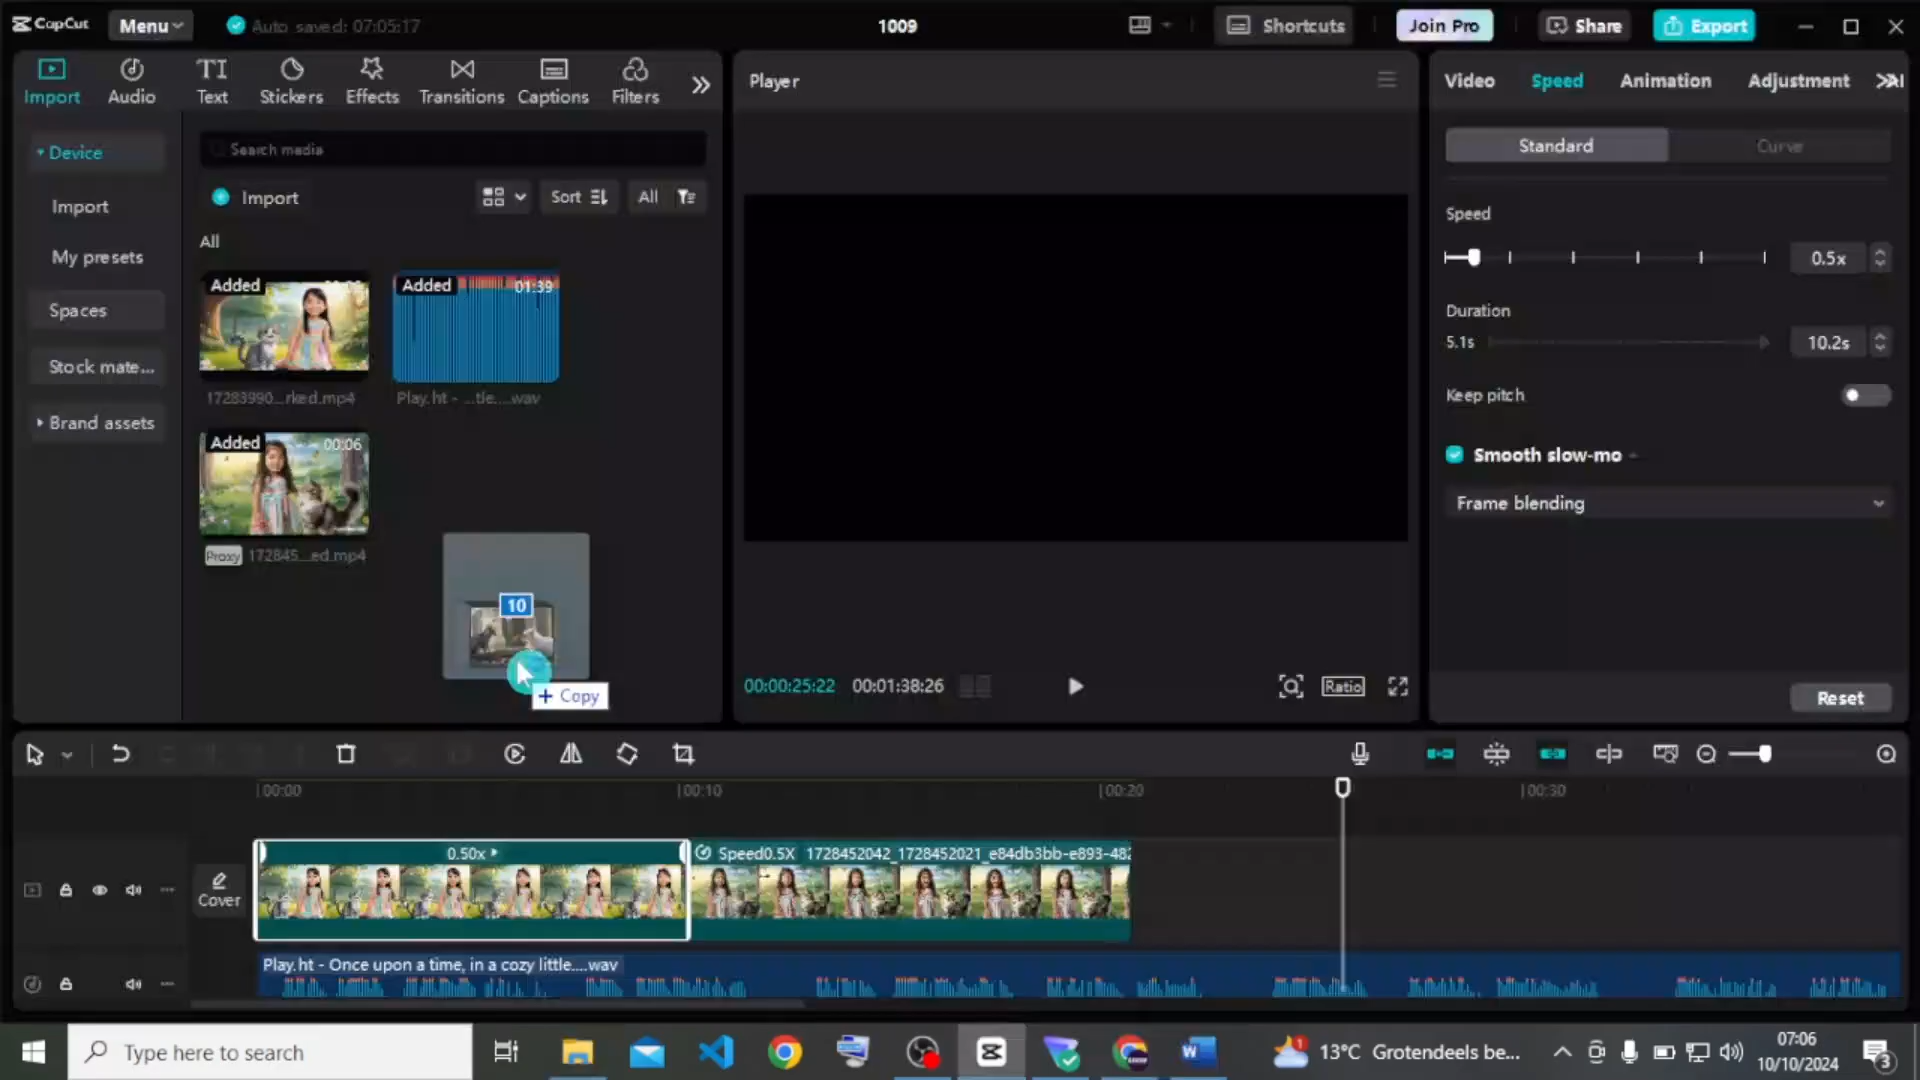 CapCut
Menu
Auto saved: 07:05:17
1009
Shortcuts
Join Pro
Share
Export
Import
Audio
Text
Stickers
Effects
Transitions
Captions
Filters
Player
Video
Speed
Animation
Adjustment
Device
Import
My presets
Spaces
Stock mate...
Brand assets
Search media
Import
Sort
All
All
Added
17283990...rked.mp4
Added
01:39
Play.ht - ...tle....wav
Added
00:06
Proxy
172845...ed.mp4
10
+ Copy
00:00:25:22
00:01:38:26
Ratio
Standard
Curve
Speed
0.5x
Duration
5.1s
10.2s
Keep pitch
Smooth slow-mo
Frame blending
Reset
00:00
00:10
00:20
00:30
Cover
0.50x
Speed0.5X 1728452042_1728452021_e84db3bb-e893-482
Play.ht - Once upon a time, in a cozy little....wav
Type here to search
13°C Grotendeels be...
07:06
10/10/2024
3